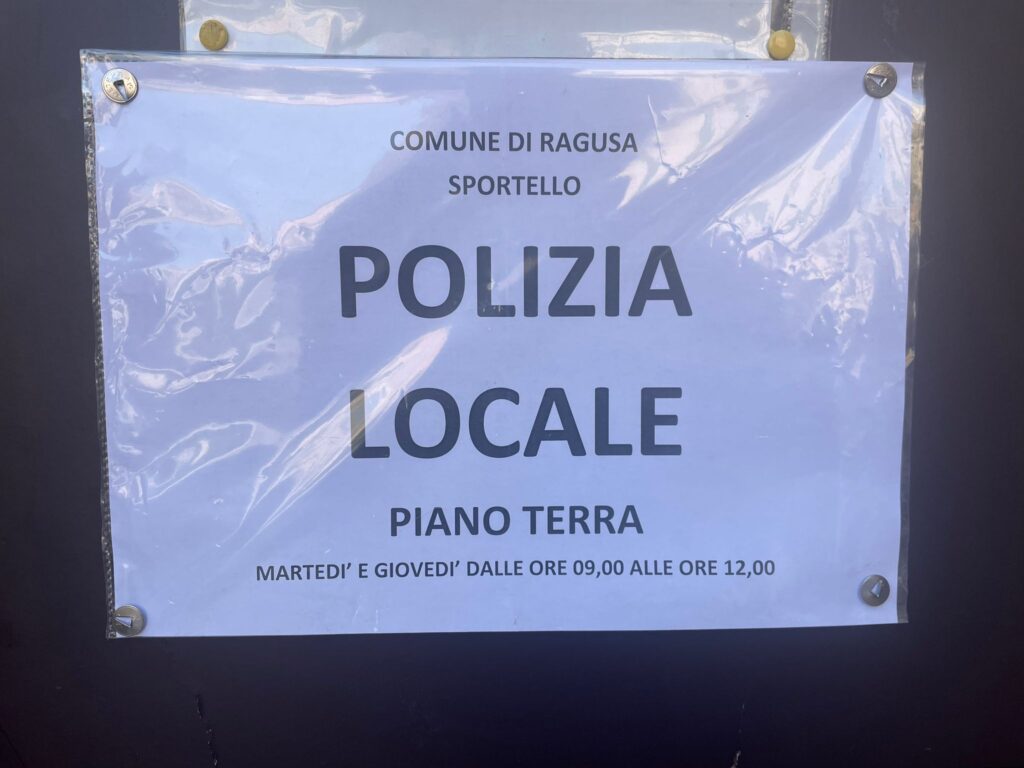 COMUNE DI RAGUSA
SPORTELLO
POLIZIA
LOCALE
PIANO TERRA
MARTEDI' E GIOVEDI' DALLE ORE 09,00 ALLE ORE 12,00